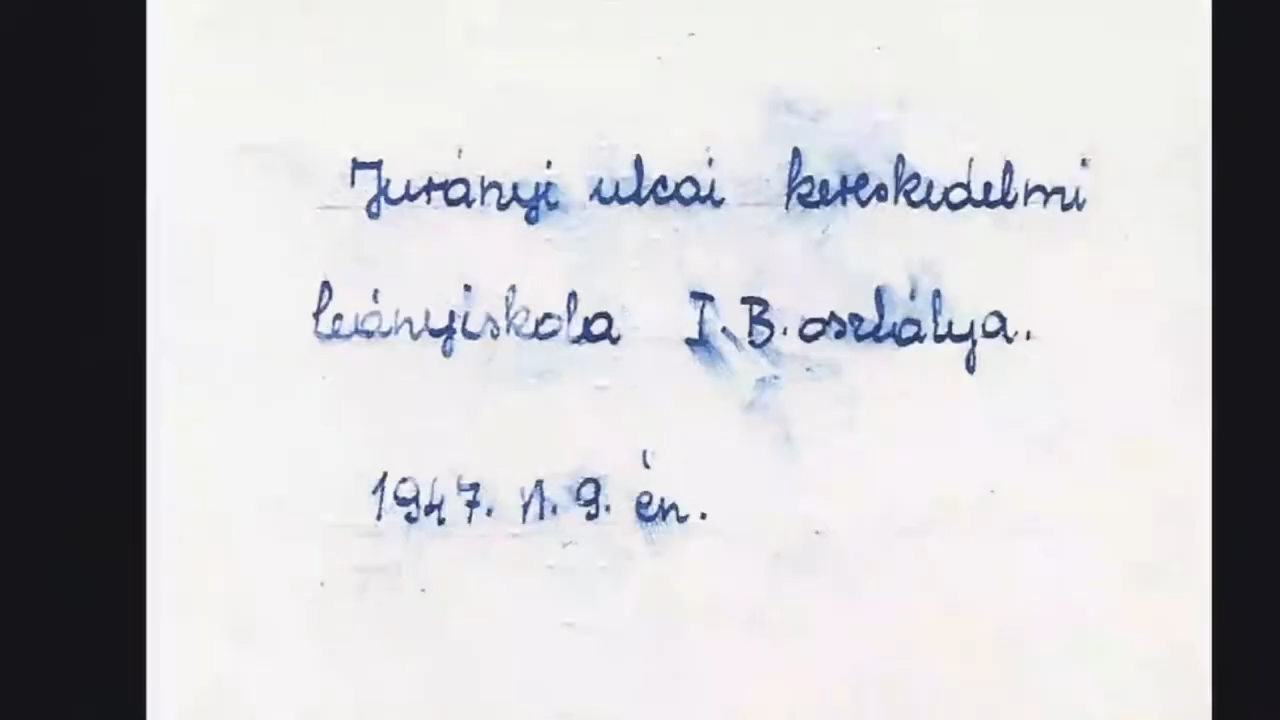 Jurányi utcai kereskedelmi
leányiskola I. B. osztálya.
1947. VI. 9. én.